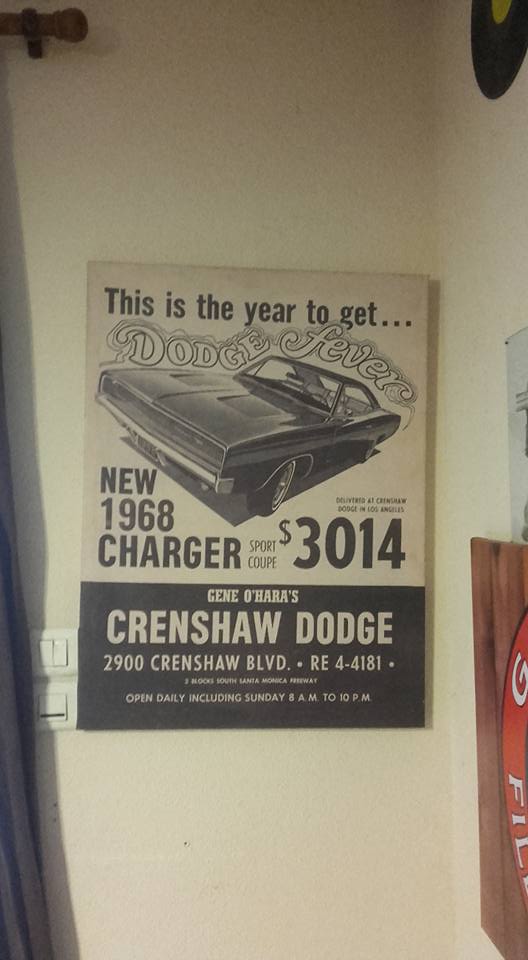 This is the year to get...
DODGE fever
NEW
1968
CHARGER
SPORT
COUPE
DELIVERED AT CRENSHAW
DODGE IN LOS ANGELES
$3014
GENE O'HARA'S
CRENSHAW DODGE
2900 CRENSHAW BLVD. • RE 4-4181 •
2 BLOCKS SOUTH SANTA MONICA FREEWAY
OPEN DAILY INCLUDING SUNDAY 8 A.M. TO 10 P.M.